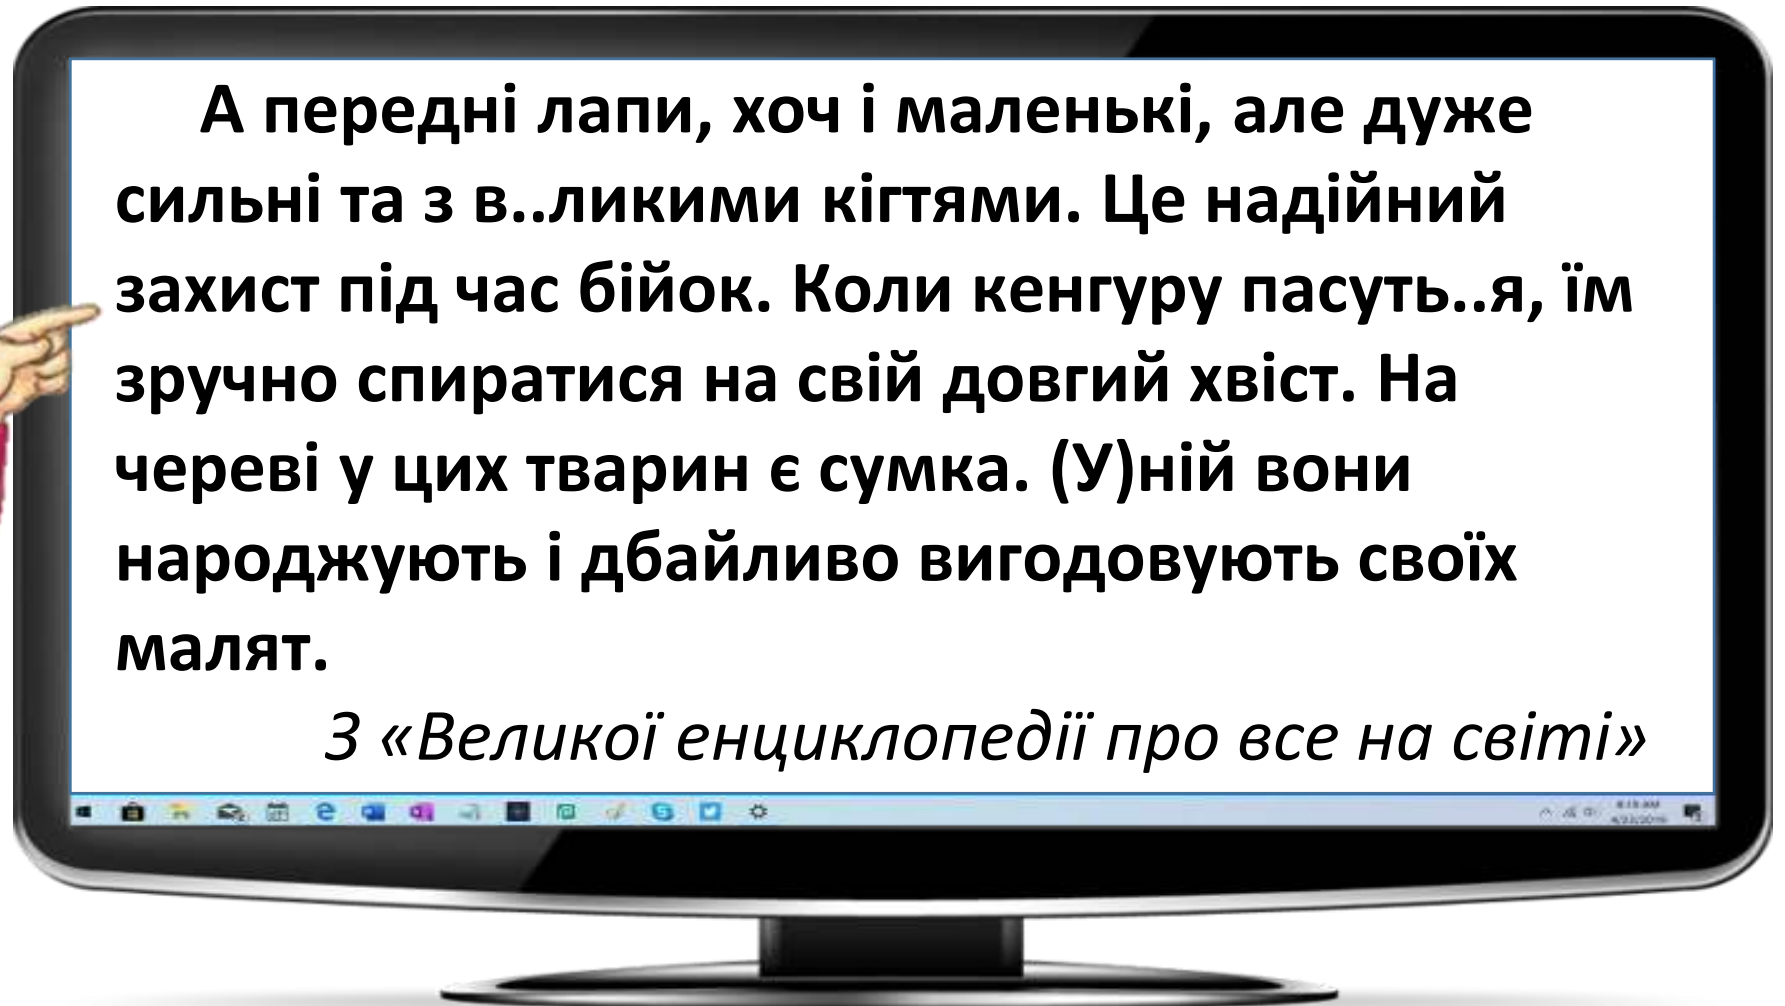 А передні лапи, хоч і маленькі, але дуже
сильні та з в..ликими кігтями. Це надійний
захист під час бійок. Коли кенгуру пасуть..я, їм
зручно спиратися на свій довгий хвіст. На
череві у цих тварин є сумка. (У)ній вони
народжують і дбайливо вигодовують своїх
малят.
З «Великої енциклопедії про все на світі»